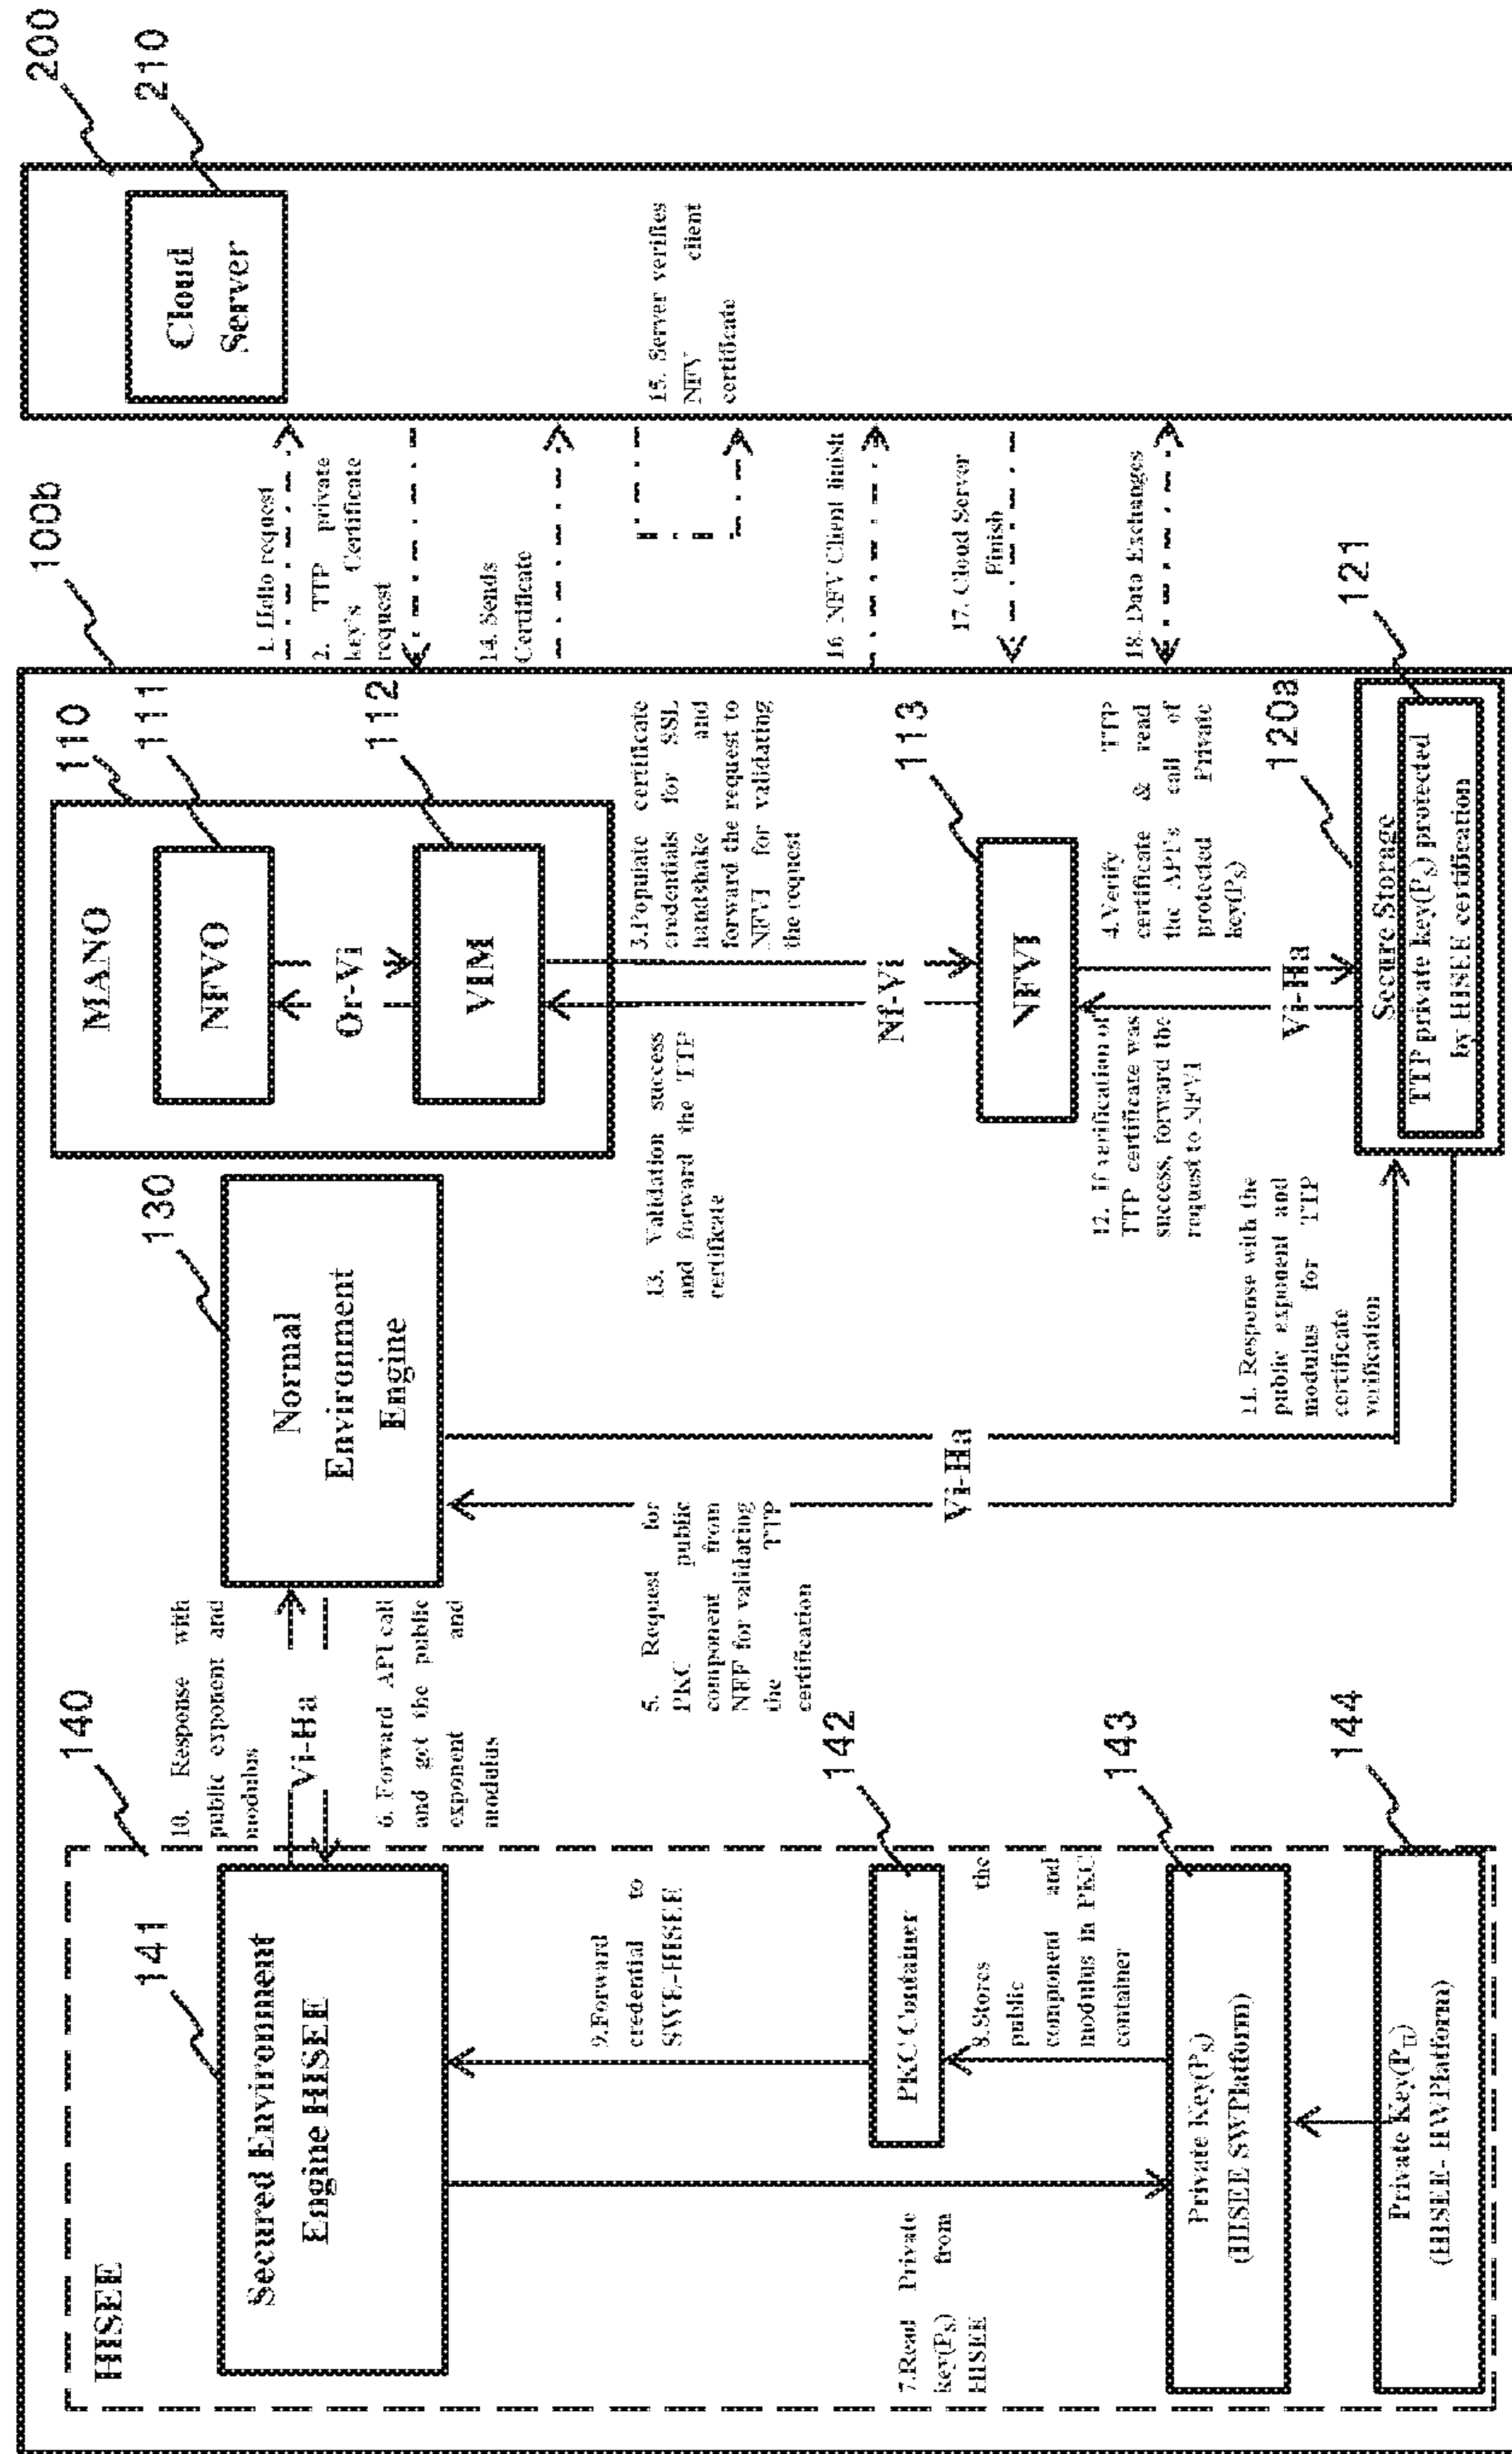 200
210
Cloud
Server
15. Server verifies
NFV client
certificate
100b
1. Hello request
2. TTP private
key's Certificate
request
14. Sends
Certificate
16. NFV Client finish
17. Cloud Server
Finish
18. Data Exchanges
110
111
MANO
NFVO
Or-Vi
112
VIM
3.Populate certificate
credentials for SSL
handshake and
forward the request to
NFVI for validating
the request
13. Validation success
and forward the TTP
certificate
Nf-Vi
113
NFVI
4.Verify TTP
certificate & read
the API's call of
protected Private
key(PS)
12. If verification of
TTP certificate was
success, forward the
request to NFVI
Vi-Ha
120a
121
Secure Storage
TTP private key(PS) protected
by HISEE certification
130
Normal
Environment
Engine
Vi-Ha
5. Request for
PKC public
component from
NEE for validating
the TTP
certification
11. Response with the
public exponent and
modulus for TTP
certificate
verification
10. Response with
public exponent and
modulus
Vi-Ha
6. Forward API call
and get the public
exponent and
modulus
140
HISEE
141
Secured Environment
Engine HISEE
9.Forward
credential to
SWE-HISEE
7.Read Private
key(PS) from
HISEE
142
PKC Container
8.Stores the
public
component and
modulus in PKC
container
143
Private Key(PS)
(HISEE SWPlatform)
144
Private Key(PU)
(HISEE- HWPlatform)